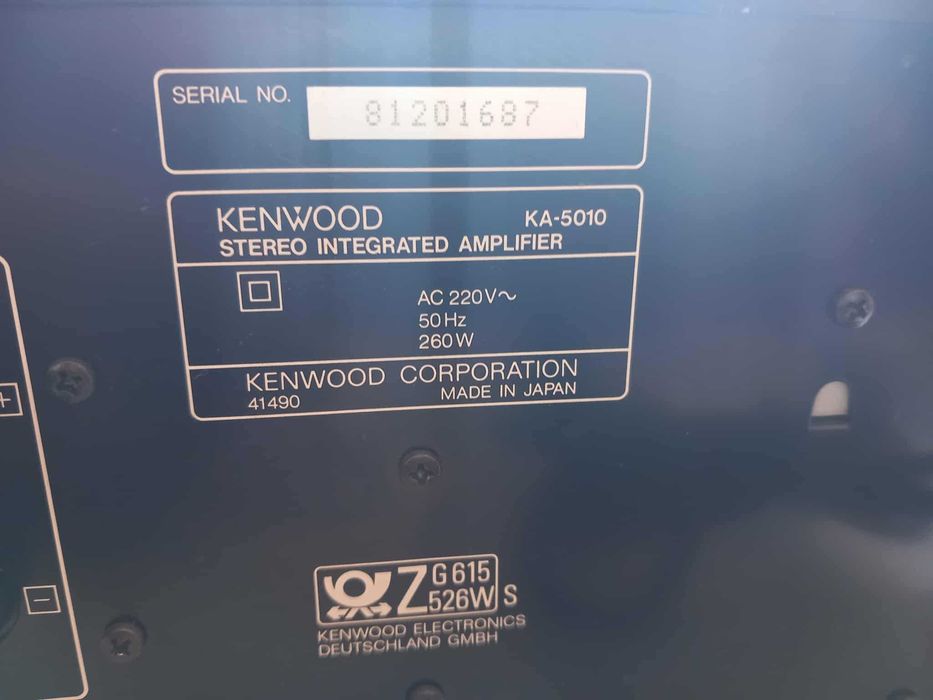 SERIAL NO. 81201687
KENWOOD KA-5010
STEREO INTEGRATED AMPLIFIER
AC 220V~
50Hz
260W
KENWOOD CORPORATION
41490 MADE IN JAPAN
+
−
Z G615
526W S
KENWOOD ELECTRONICS
DEUTSCHLAND GMBH